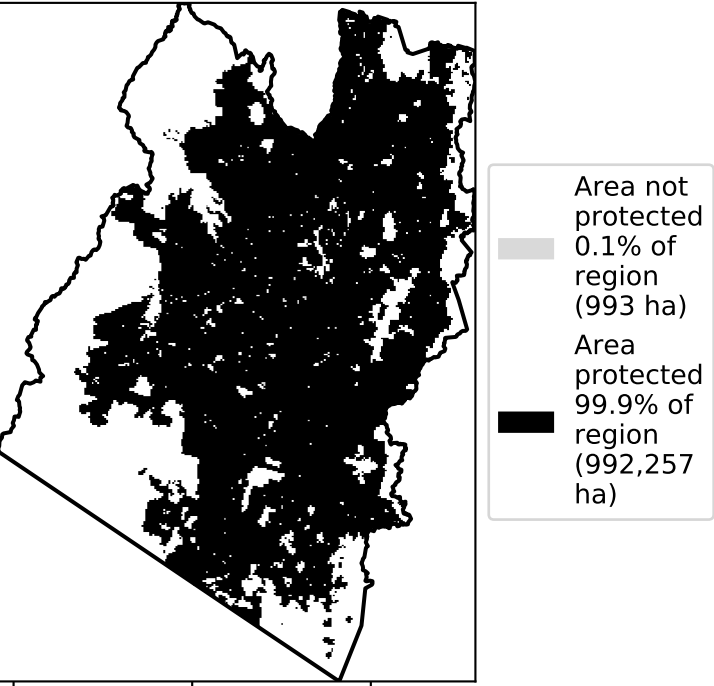 Area not
protected
0.1% of
region
(993 ha)
Area
protected
99.9% of
region
(992,257
ha)